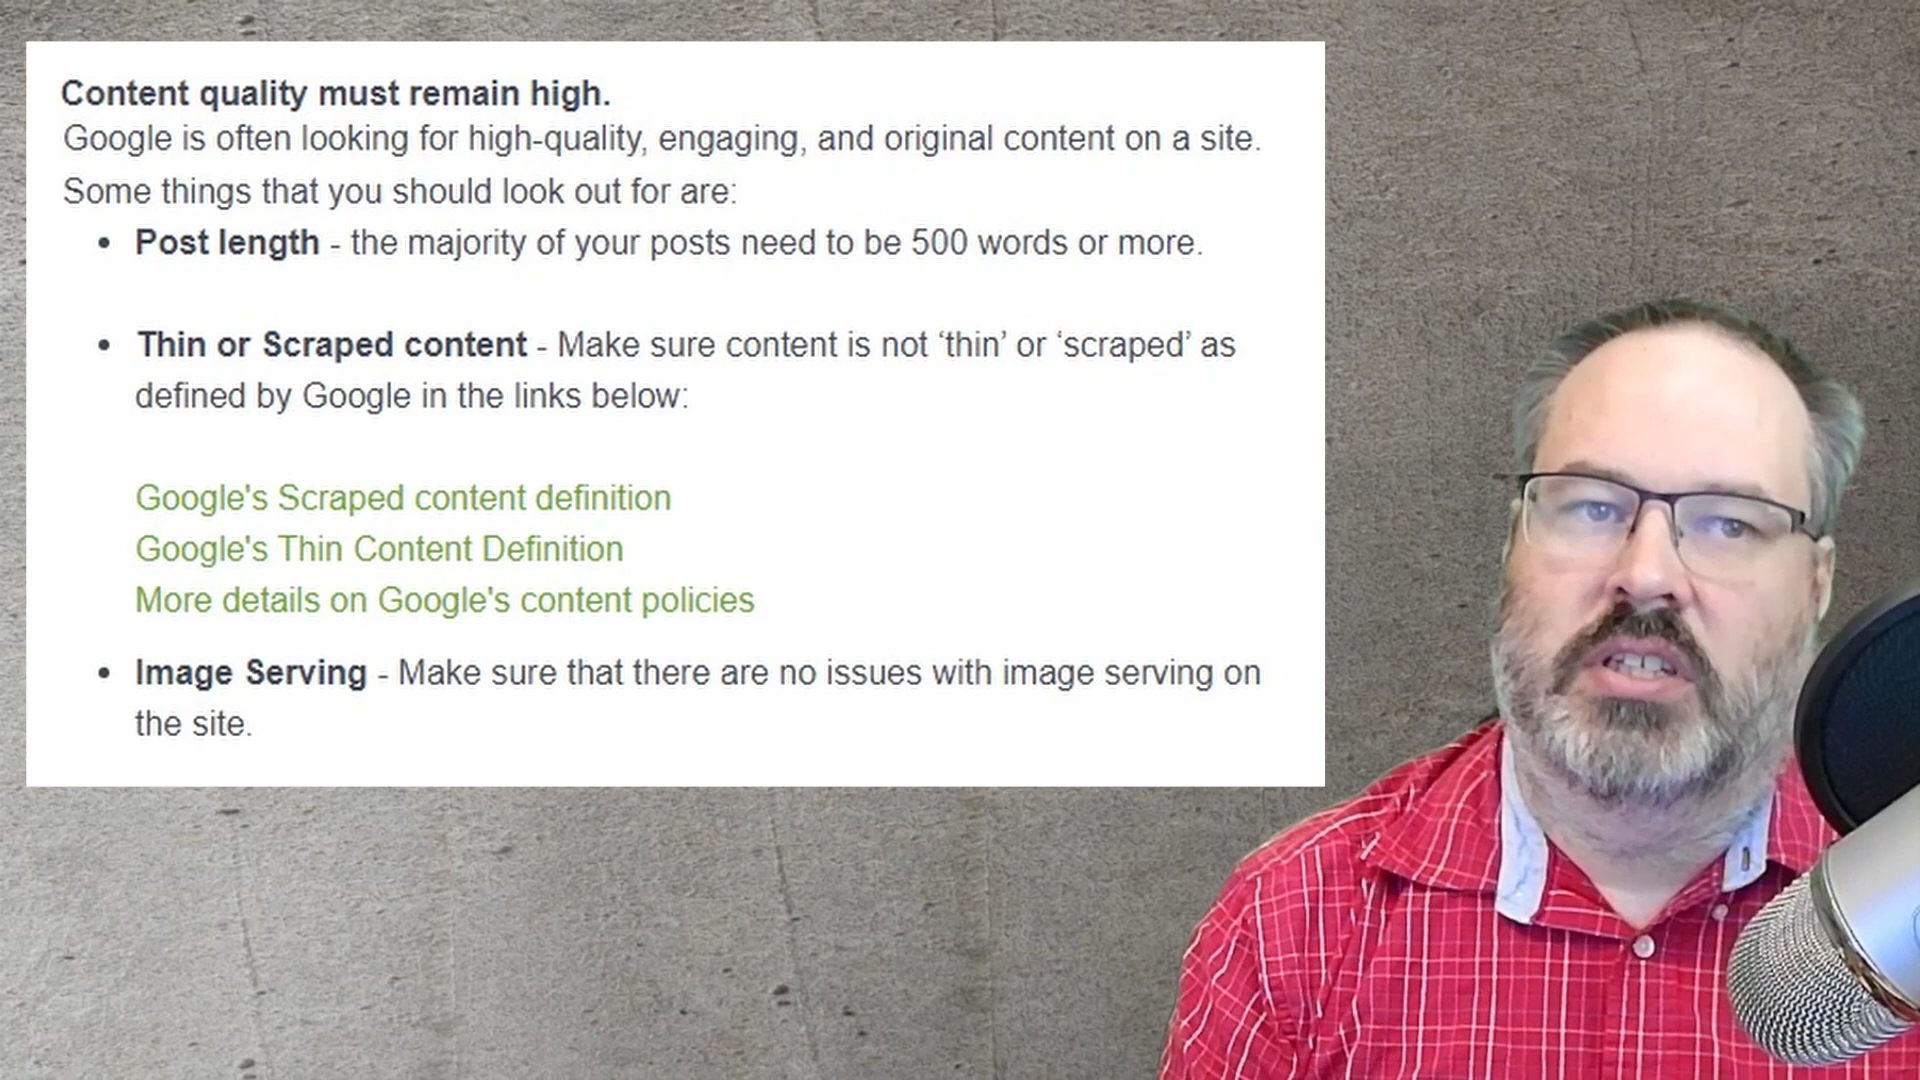 Content quality must remain high.
Google is often looking for high-quality, engaging, and original content on a site.
Some things that you should look out for are:
• Post length - the majority of your posts need to be 500 words or more.
• Thin or Scraped content - Make sure content is not ‘thin’ or ‘scraped’ as
defined by Google in the links below:
Google's Scraped content definition
Google's Thin Content Definition
More details on Google's content policies
• Image Serving - Make sure that there are no issues with image serving on
the site.